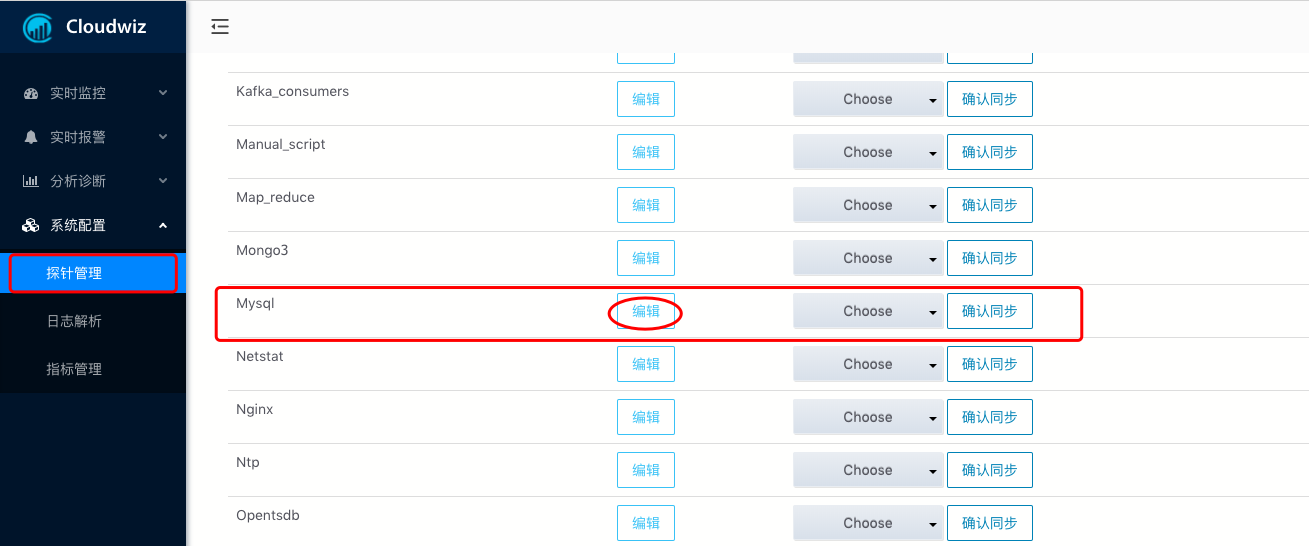 Cloudwiz
实时监控
实时报警
分析诊断
系统配置
探针管理
日志解析
指标管理
Kafka_consumers 编辑 Choose 确认同步
Manual_script 编辑 Choose 确认同步
Map_reduce 编辑 Choose 确认同步
Mongo3 编辑 Choose 确认同步
Mysql 编辑 Choose 确认同步
Netstat 编辑 Choose 确认同步
Nginx 编辑 Choose 确认同步
Ntp 编辑 Choose 确认同步
Opentsdb 编辑 Choose 确认同步